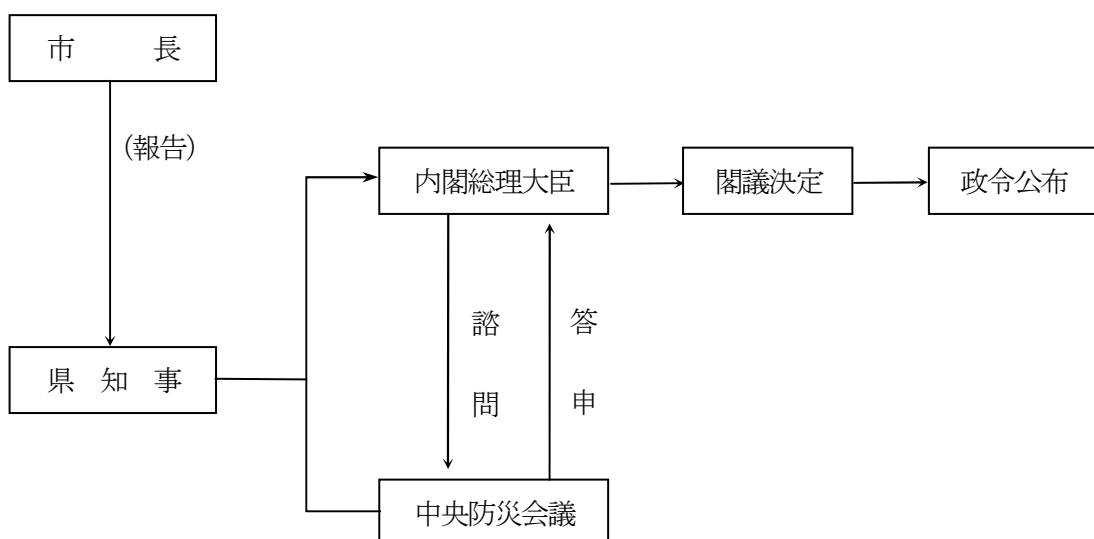 市　　長
(報告)
内閣総理大臣
閣議決定
政令公布
諮問
答申
県　知　事
中央防災会議